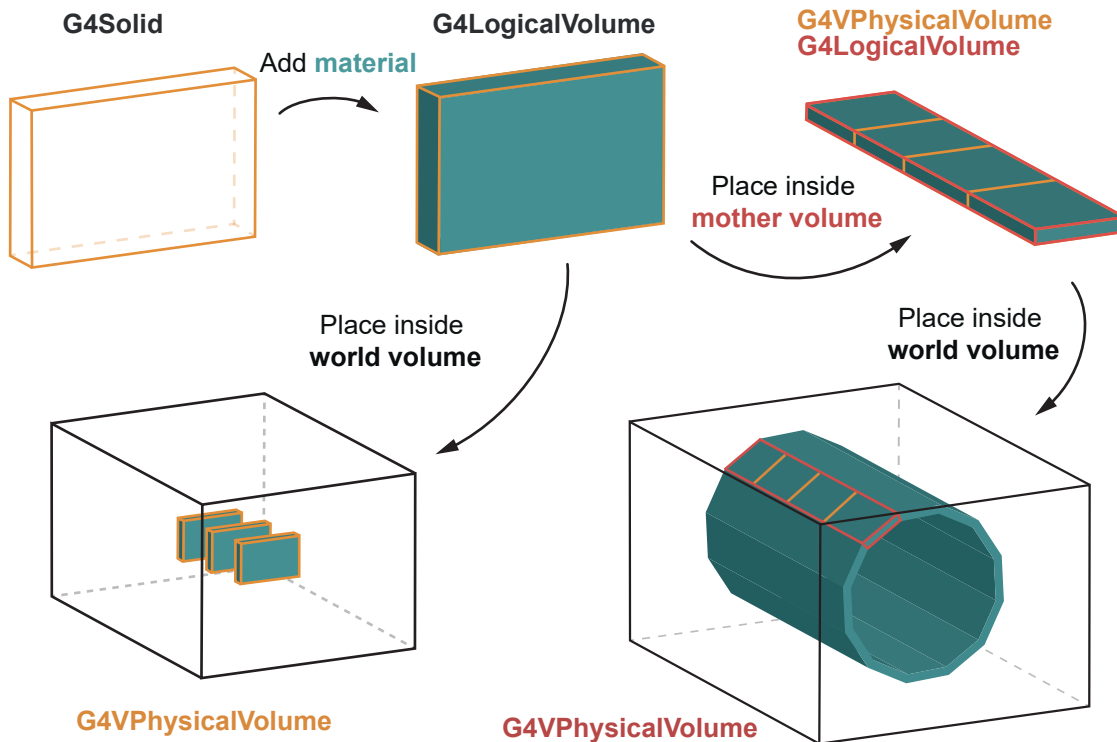 G4Solid
Add material
G4LogicalVolume
G4VPhysicalVolume
G4LogicalVolume
Place inside
mother volume
Place inside
world volume
Place inside
world volume
G4VPhysicalVolume
G4VPhysicalVolume